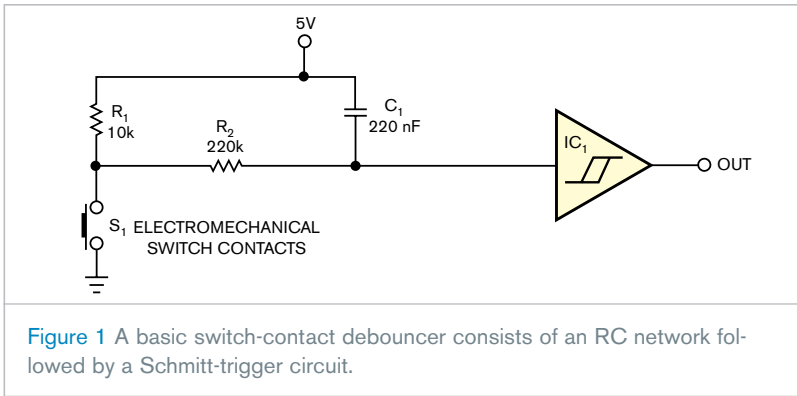 5V
R₁
10k
C₁
220 nF
R₂
220k
IC₁
OUT
S₁ ELECTROMECHANICAL
SWITCH CONTACTS
Figure 1 A basic switch-contact debouncer consists of an RC network fol-
lowed by a Schmitt-trigger circuit.